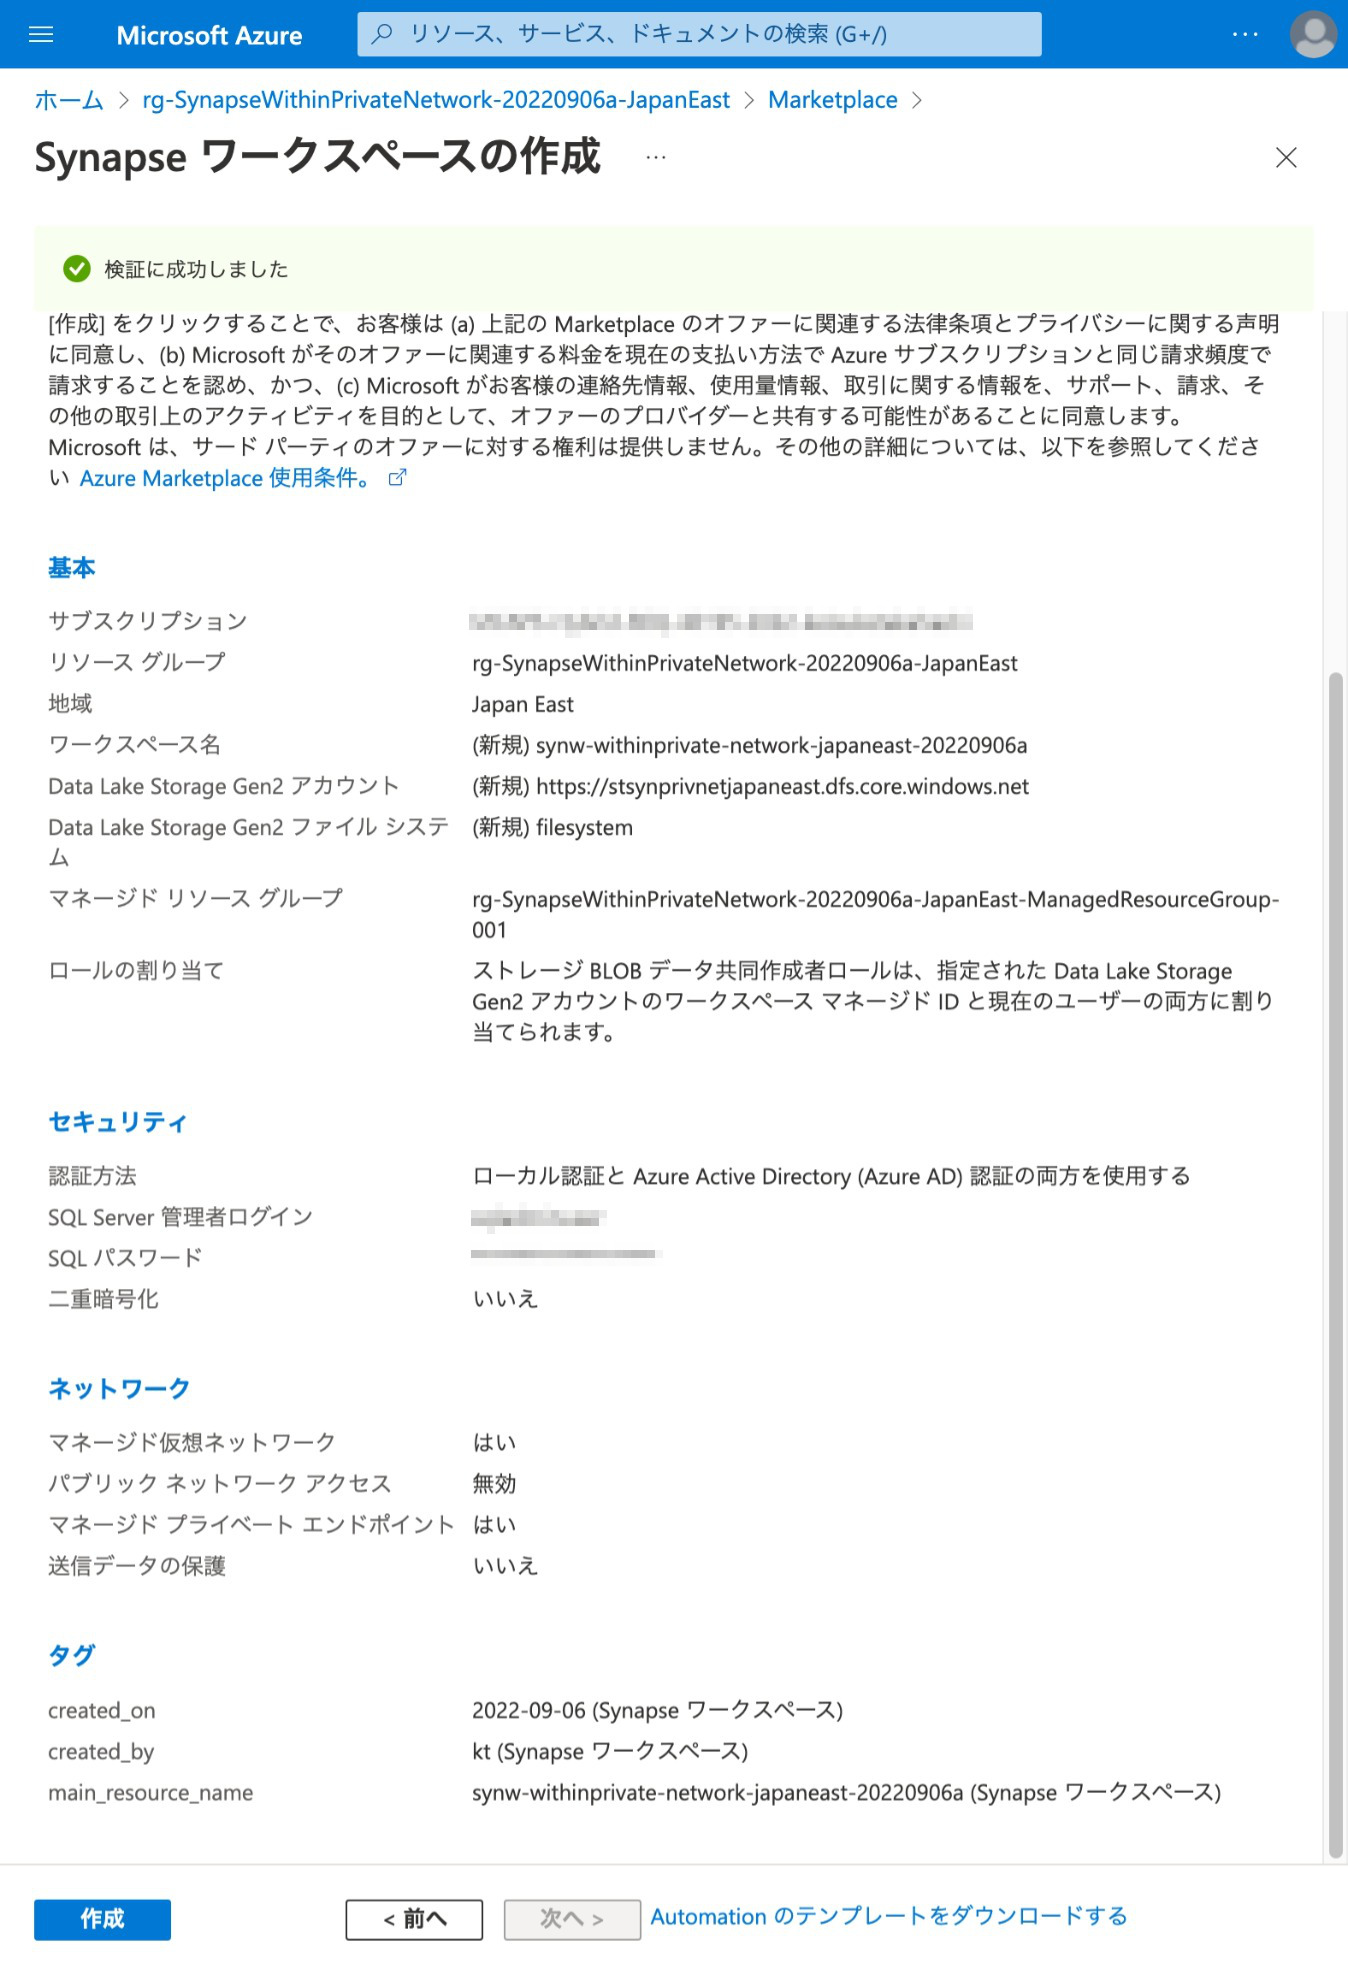 Microsoft Azure
リソース、サービス、ドキュメントの検索 (G+/)
ホーム > rg-SynapseWithinPrivateNetwork-20220906a-JapanEast > Marketplace >
Synapse ワークスペースの作成 ...
検証に成功しました
[作成] をクリックすることで、お客様は (a) 上記の Marketplace のオファーに関連する法律条項とプライバシーに関する声明
に同意し、(b) Microsoft がそのオファーに関連する料金を現在の支払い方法で Azure サブスクリプションと同じ請求頻度で
請求することを認め、かつ、(c) Microsoft がお客様の連絡先情報、使用量情報、取引に関する情報を、サポート、請求、そ
の他の取引上のアクティビティを目的として、オファーのプロバイダーと共有する可能性があることに同意します。
Microsoft は、サード パーティのオファーに対する権利は提供しません。その他の詳細については、以下を参照してくださ
い Azure Marketplace 使用条件。
基本
サブスクリプション
リソース グループ rg-SynapseWithinPrivateNetwork-20220906a-JapanEast
地域 Japan East
ワークスペース名 (新規) synw-withinprivate-network-japaneast-20220906a
Data Lake Storage Gen2 アカウント (新規) https://stsynprivnetjapaneast.dfs.core.windows.net
Data Lake Storage Gen2 ファイル システ (新規) filesystem
ム
マネージド リソース グループ rg-SynapseWithinPrivateNetwork-20220906a-JapanEast-ManagedResourceGroup-
001
ロールの割り当て ストレージ BLOB データ共同作成者ロールは、指定された Data Lake Storage
Gen2 アカウントのワークスペース マネージド ID と現在のユーザーの両方に割り
当てられます。
セキュリティ
認証方法 ローカル認証と Azure Active Directory (Azure AD) 認証の両方を使用する
SQL Server 管理者ログイン
SQL パスワード
二重暗号化 いいえ
ネットワーク
マネージド仮想ネットワーク はい
パブリック ネットワーク アクセス 無効
マネージド プライベート エンドポイント はい
送信データの保護 いいえ
タグ
created_on 2022-09-06 (Synapse ワークスペース)
created_by kt (Synapse ワークスペース)
main_resource_name synw-withinprivate-network-japaneast-20220906a (Synapse ワークスペース)
作成 < 前へ 次へ > Automation のテンプレートをダウンロードする